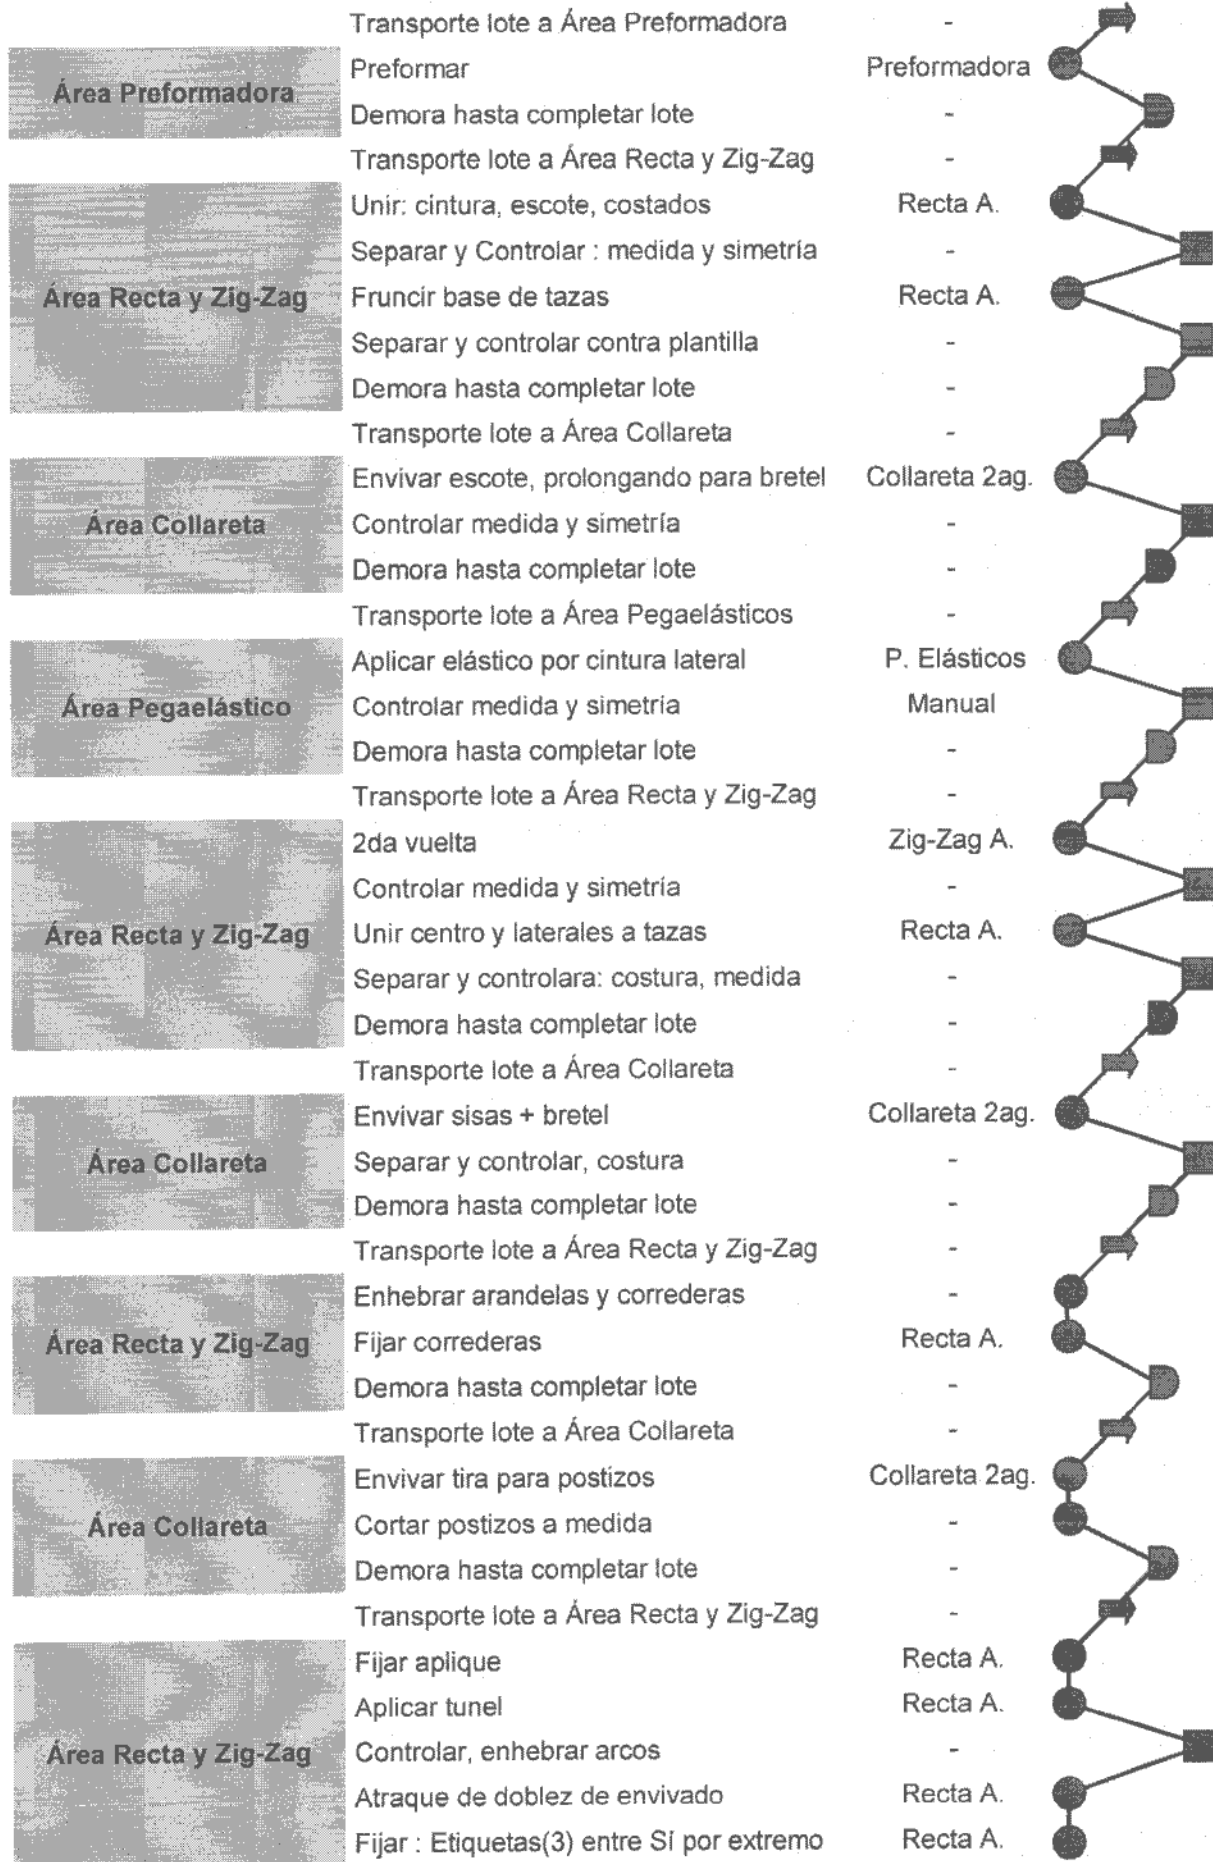 Transporte lote a Área Preformadora -
Área Preformadora
Preformar Preformadora
Demora hasta completar lote -
Transporte lote a Área Recta y Zig-Zag -
Área Recta y Zig-Zag
Unir: cintura, escote, costados Recta A.
Separar y Controlar : medida y simetría -
Fruncir base de tazas Recta A.
Separar y controlar contra plantilla -
Demora hasta completar lote -
Transporte lote a Área Collareta -
Área Collareta
Envivar escote, prolongando para bretel Collareta 2ag.
Controlar medida y simetría -
Demora hasta completar lote -
Transporte lote a Área Pegaelásticos -
Área Pegaelástico
Aplicar elástico por cintura lateral P. Elásticos
Controlar medida y simetría Manual
Demora hasta completar lote -
Transporte lote a Área Recta y Zig-Zag -
Área Recta y Zig-Zag
2da vuelta Zig-Zag A.
Controlar medida y simetría -
Unir centro y laterales a tazas Recta A.
Separar y controlara: costura, medida -
Demora hasta completar lote -
Transporte lote a Área Collareta -
Área Collareta
Envivar sisas + bretel Collareta 2ag.
Separar y controlar, costura -
Demora hasta completar lote -
Transporte lote a Área Recta y Zig-Zag -
Área Recta y Zig-Zag
Enhebrar arandelas y correderas -
Fijar correderas Recta A.
Demora hasta completar lote -
Transporte lote a Área Collareta -
Área Collareta
Envivar tira para postizos Collareta 2ag.
Cortar postizos a medida -
Demora hasta completar lote -
Transporte lote a Área Recta y Zig-Zag -
Área Recta y Zig-Zag
Fijar aplique Recta A.
Aplicar tunel Recta A.
Controlar, enhebrar arcos -
Atraque de doblez de envivado Recta A.
Fijar : Etiquetas(3) entre Sí por extremo Recta A.